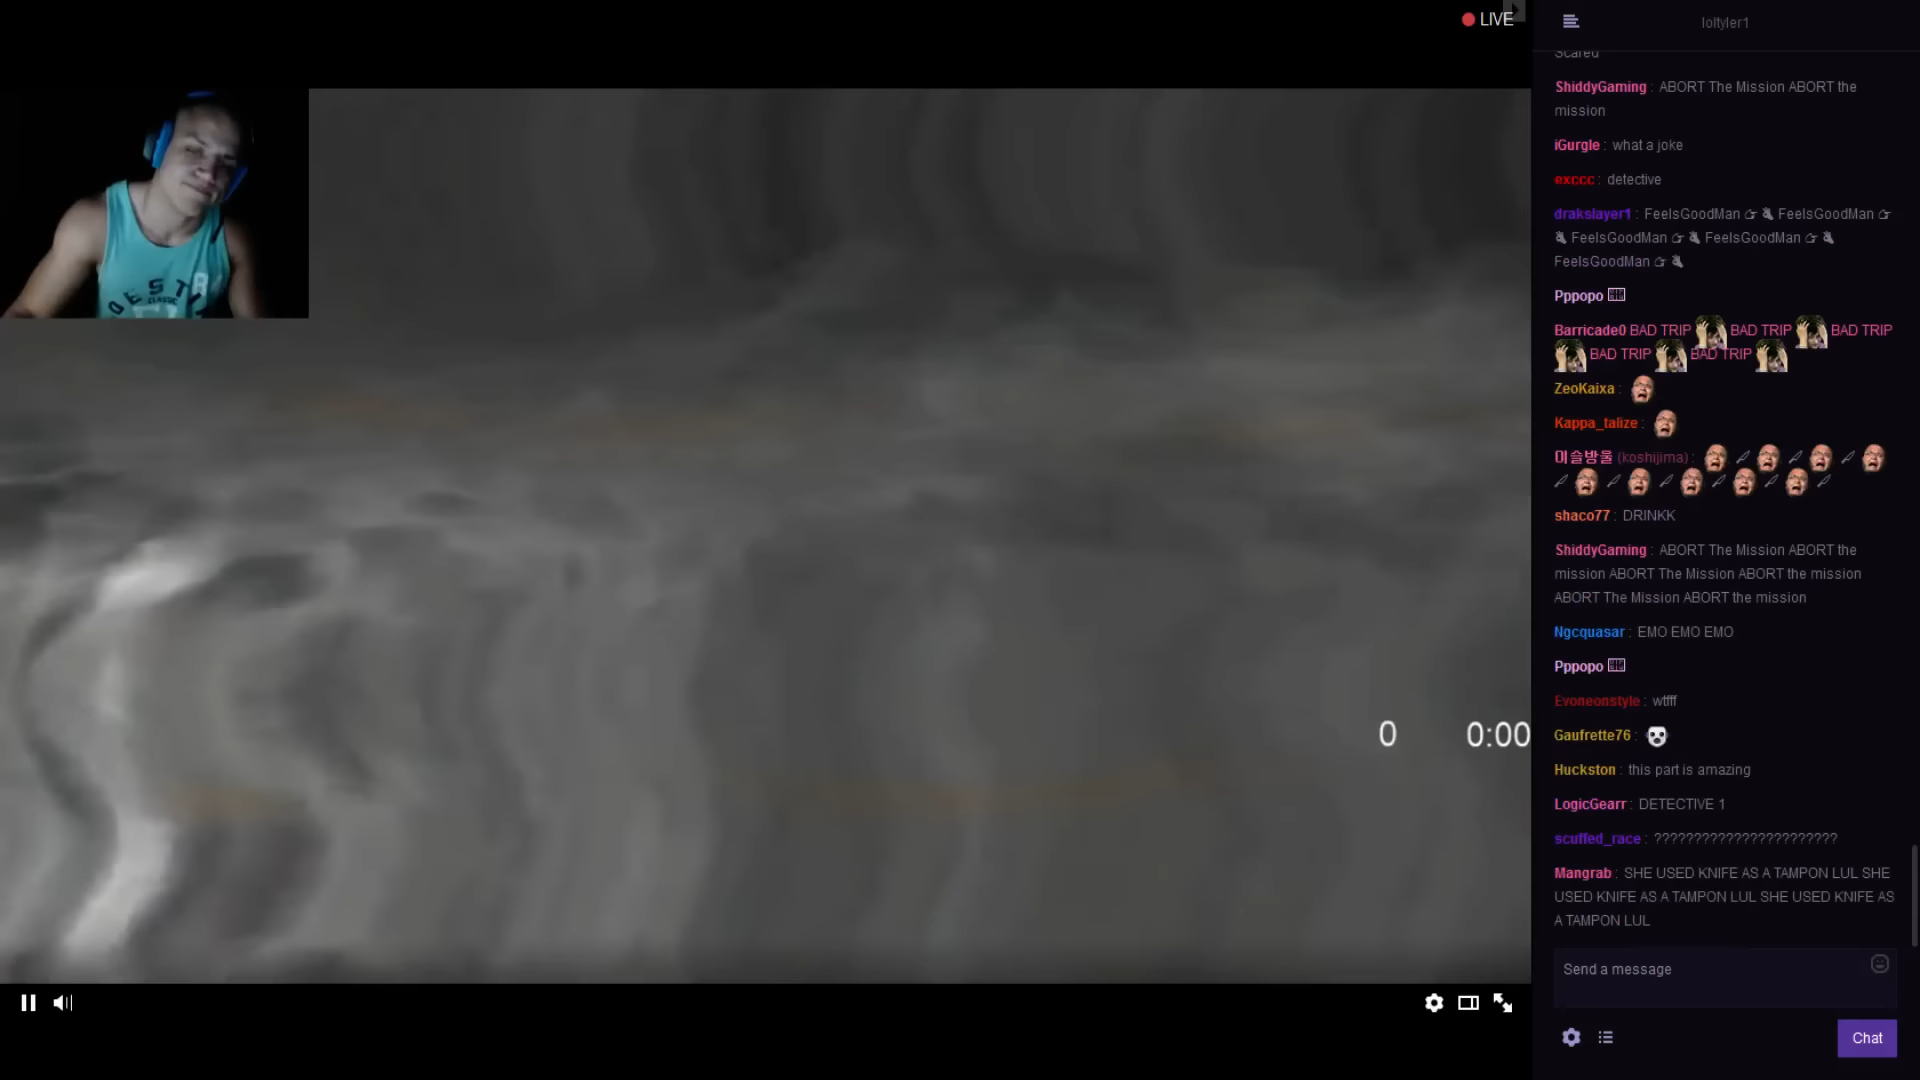 LIVE
loltyler1
Scared
ShiddyGaming : ABORT The Mission ABORT the
mission
iGurgle : what a joke
exccc : detective
drakslayer1 : FeelsGoodMan FeelsGoodMan
FeelsGoodMan FeelsGoodMan
FeelsGoodMan
Pppopo
Barricade0 BAD TRIP BAD TRIP BAD TRIP
BAD TRIP BAD TRIP
ZeoKaixa :
Kappa_talize :
미슬방울 (koshijima) :
shaco77 : DRINKK
ShiddyGaming : ABORT The Mission ABORT the
mission ABORT The Mission ABORT the mission
ABORT The Mission ABORT the mission
Ngcquasar : EMO EMO EMO
Pppopo
Evoneonstyle : wtfff
Gaufrette76 :
Huckston : this part is amazing
LogicGearr : DETECTIVE 1
scuffed_race : ???????????????????????
Mangrab : SHE USED KNIFE AS A TAMPON LUL SHE
USED KNIFE AS A TAMPON LUL SHE USED KNIFE AS
A TAMPON LUL
0 0:00
DESTL
CLASSIC
Send a message
Chat